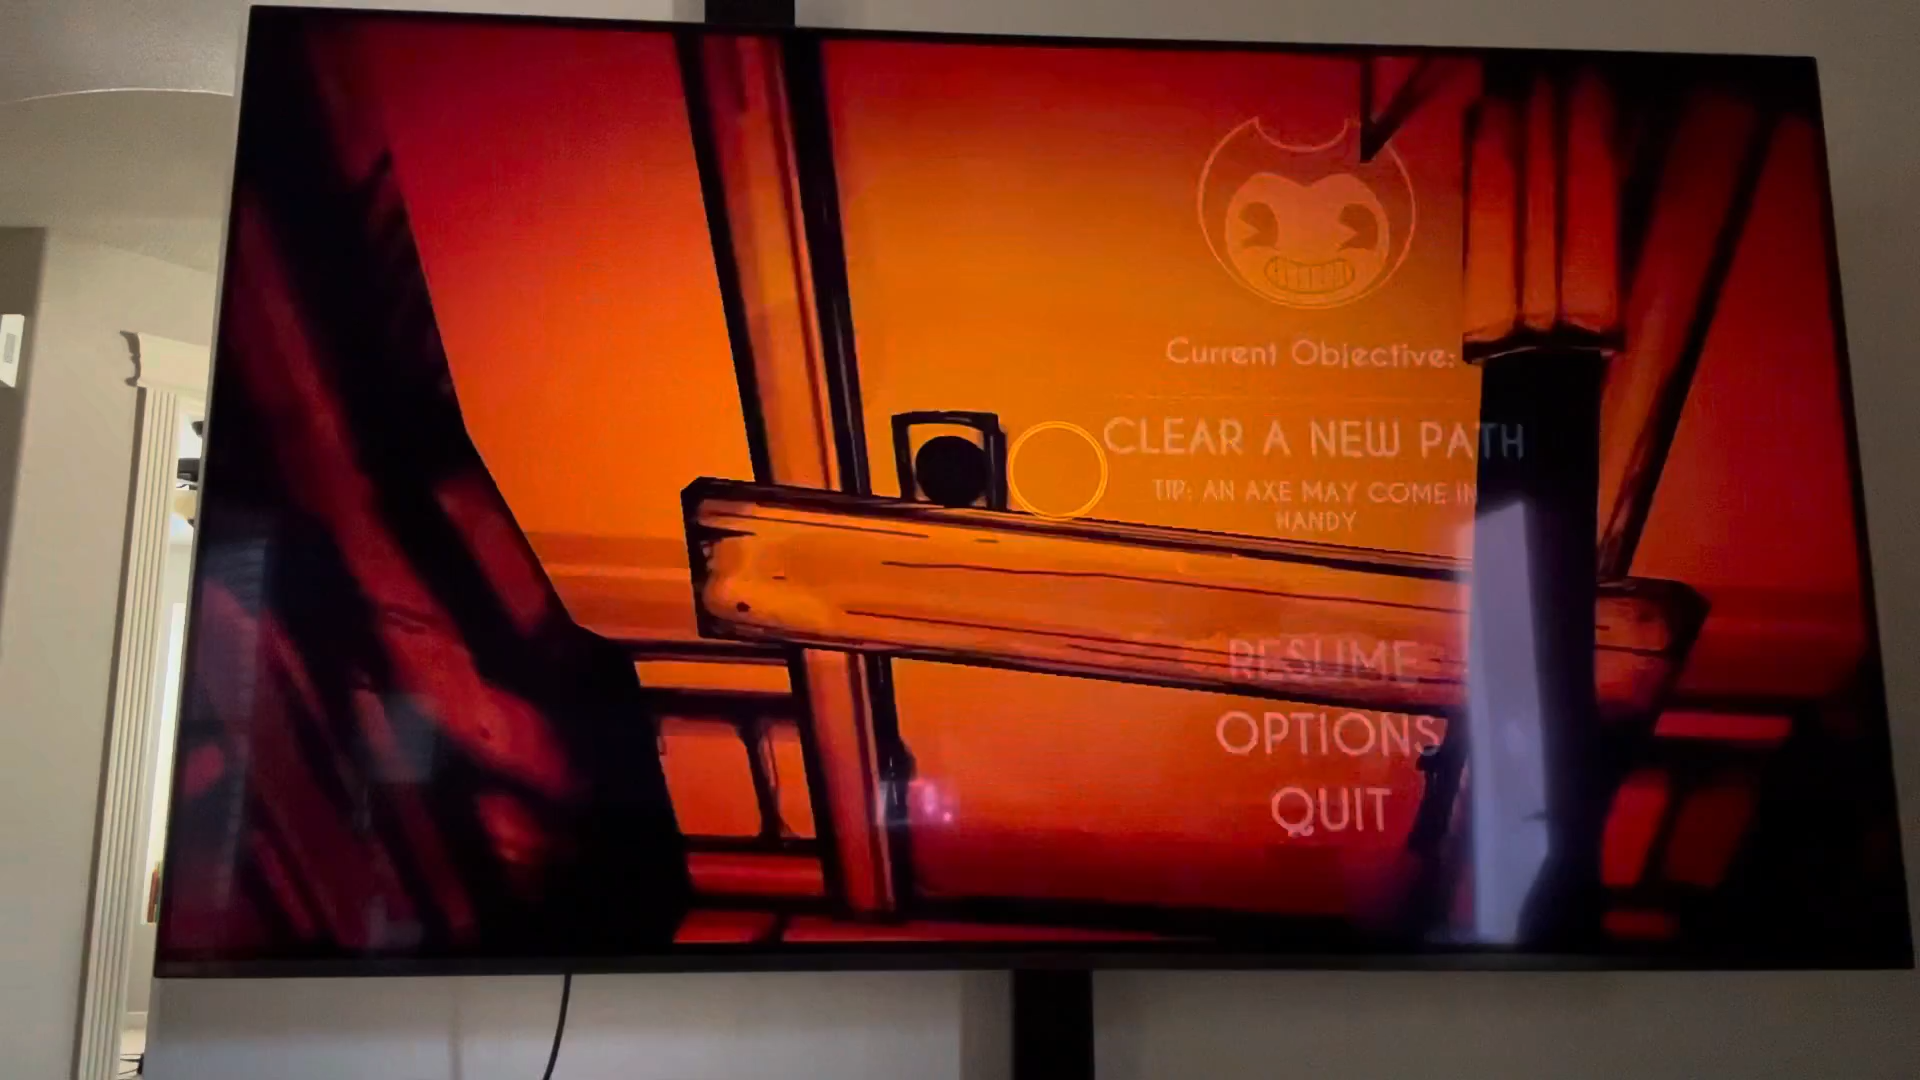 Current Objective:
CLEAR A NEW PATH
TIP: AN AXE MAY COME IN
HANDY
RESUME
OPTIONS
QUIT